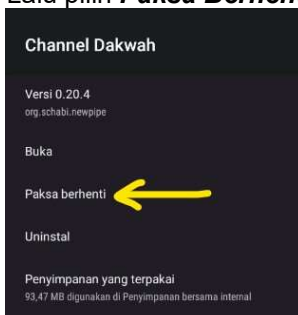 Lalu pilih Paksa Berhen
Channel Dakwah
Versi 0.20.4
org.schabi.newpipe
Buka
Paksa berhenti
Uninstal
Penyimpanan yang terpakai
93,47 MB digunakan di Penyimpanan bersama internal